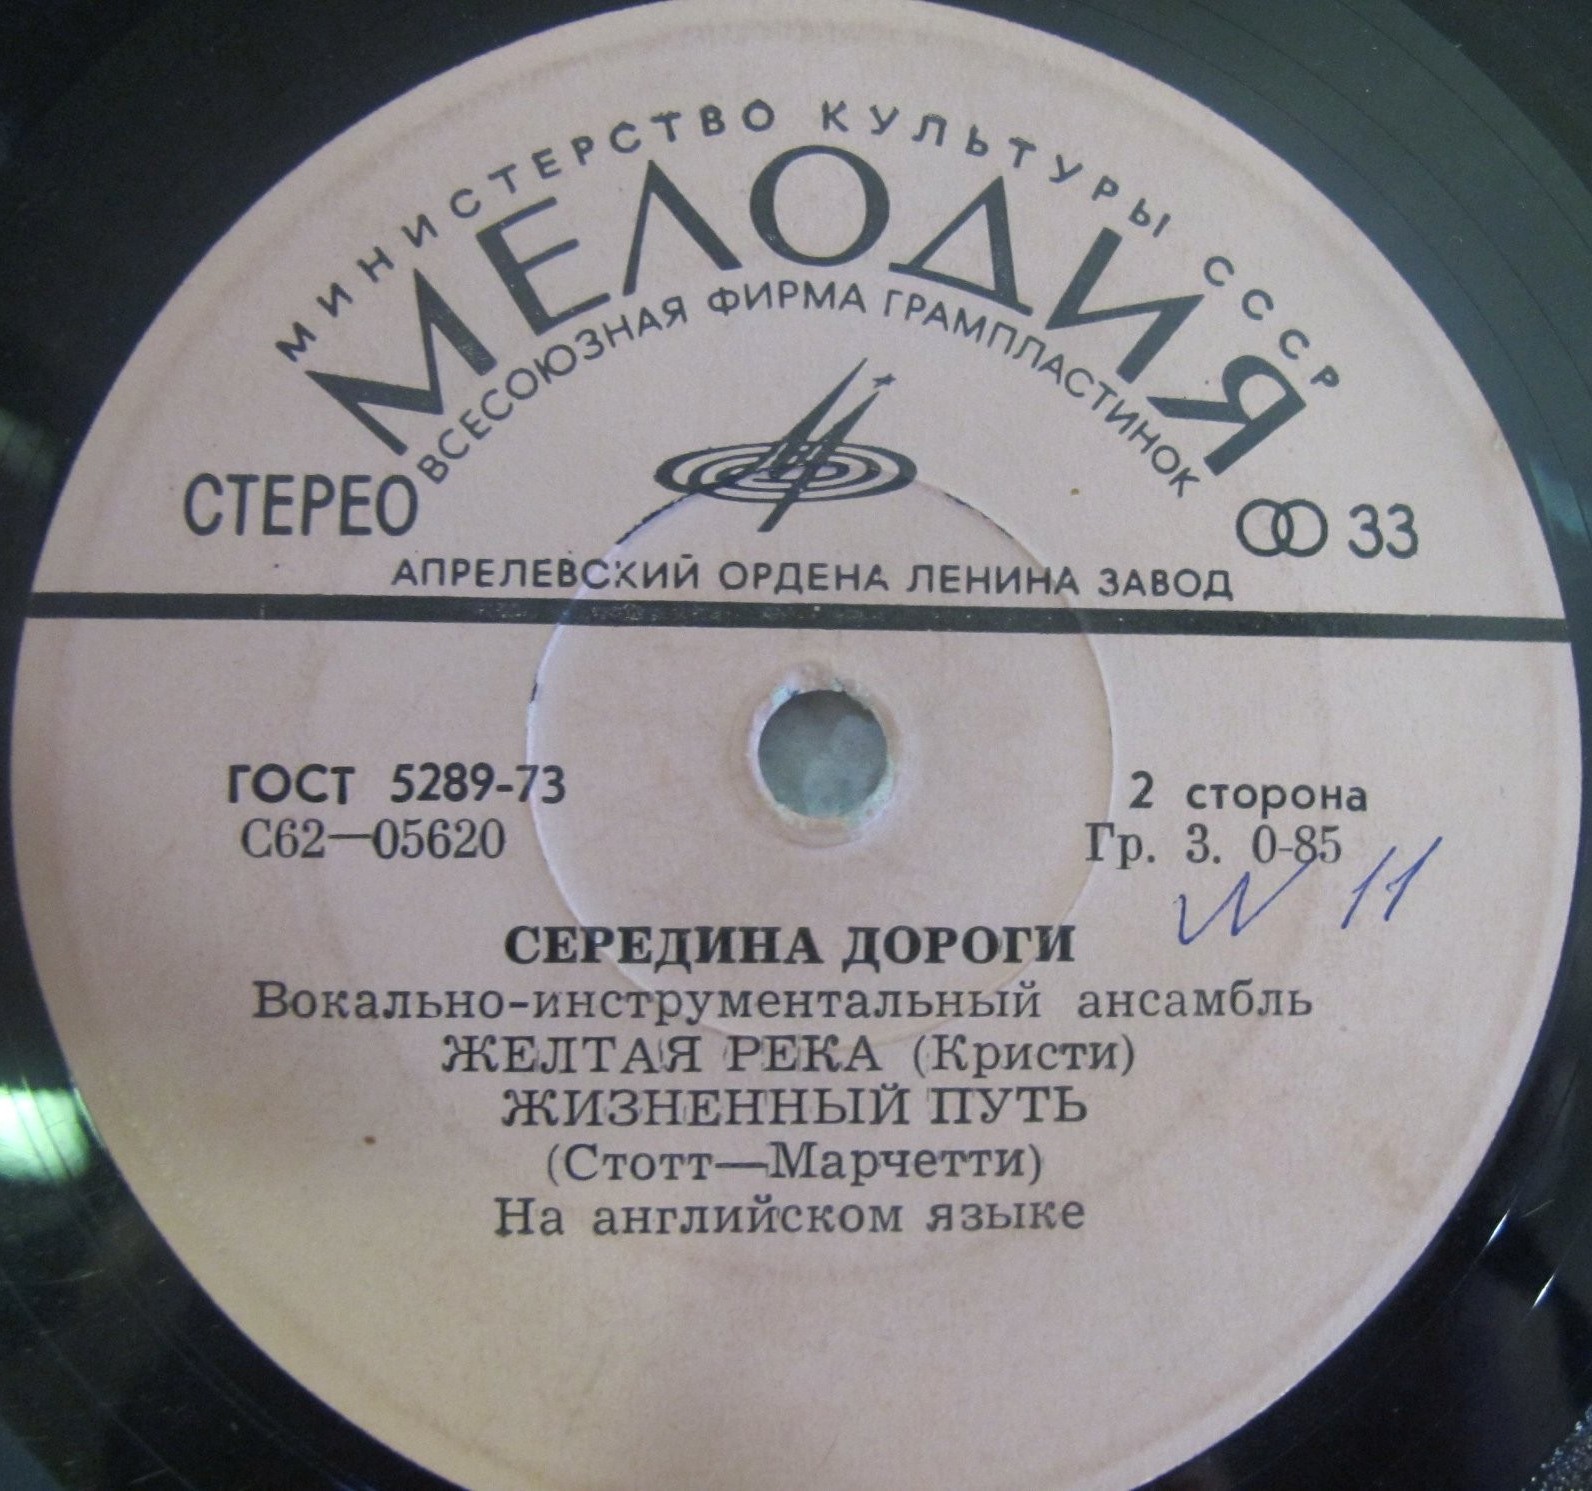 МИНИСТЕРСТВО КУЛЬТУРЫ СССР
МЕЛОДИЯ
ВСЕСОЮЗНАЯ ФИРМА ГРАМПЛАСТИНОК
СТЕРЕО
33
АПРЕЛЕВСКИЙ ОРДЕНА ЛЕНИНА ЗАВОД
ГОСТ 5289-73
2 сторона
С62—05620
Гр. 3. 0-85
N 11
СЕРЕДИНА ДОРОГИ
Вокально-инструментальный ансамбль
ЖЕЛТАЯ РЕКА (Кристи)
ЖИЗНЕННЫЙ ПУТЬ
(Стотт—Марчетти)
На английском языке